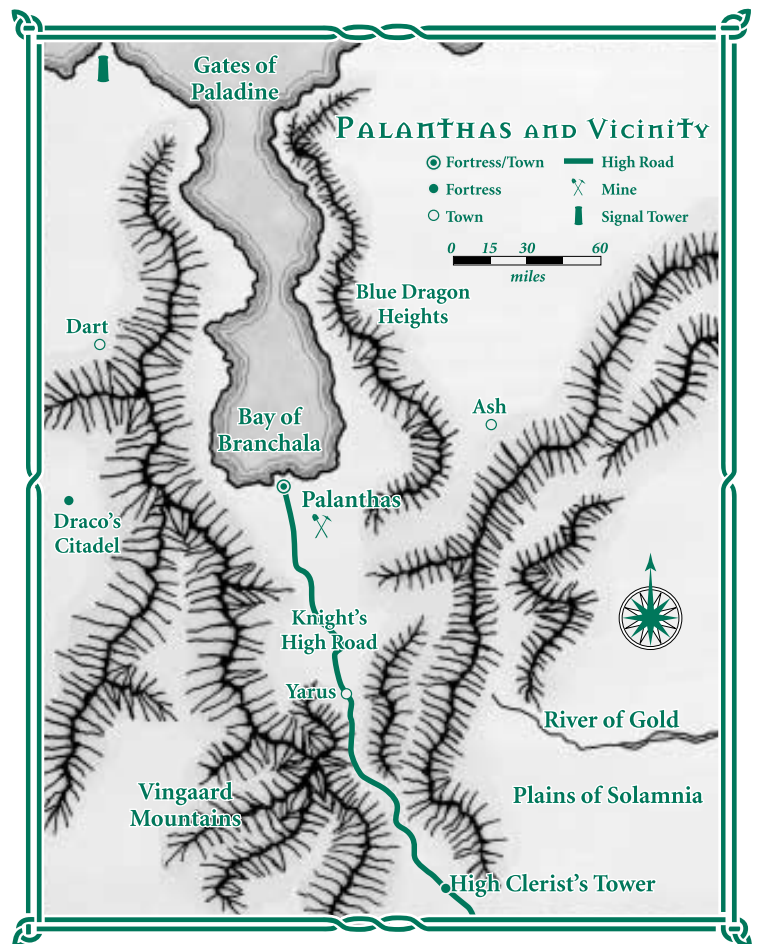 Gates of
Paladine
PALANTHAS AND VICINITY
Fortress/Town
High Road
Fortress
Mine
Town
Signal Tower
0 15 30 60
miles
Blue Dragon
Heights
Dart
Ash
Bay of
Branchala
Palanthas
Draco's
Citadel
Knight's
High Road
Yarus
River of Gold
Vingaard
Mountains
Plains of Solamnia
High Clerist's Tower